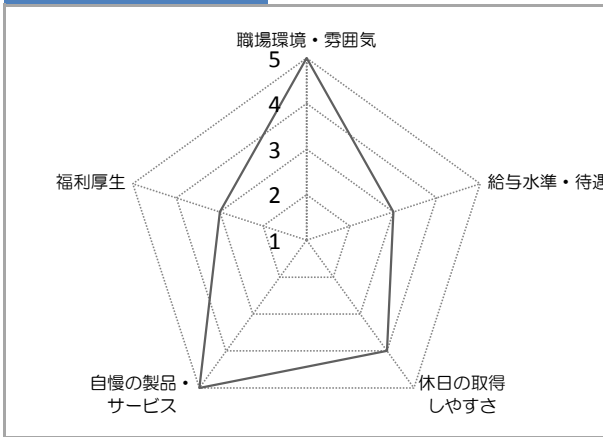 職場環境・雰囲気
5
4
3
2
1
給与水準・待遇
休日の取得
しやすさ
自慢の製品・
サービス
福利厚生